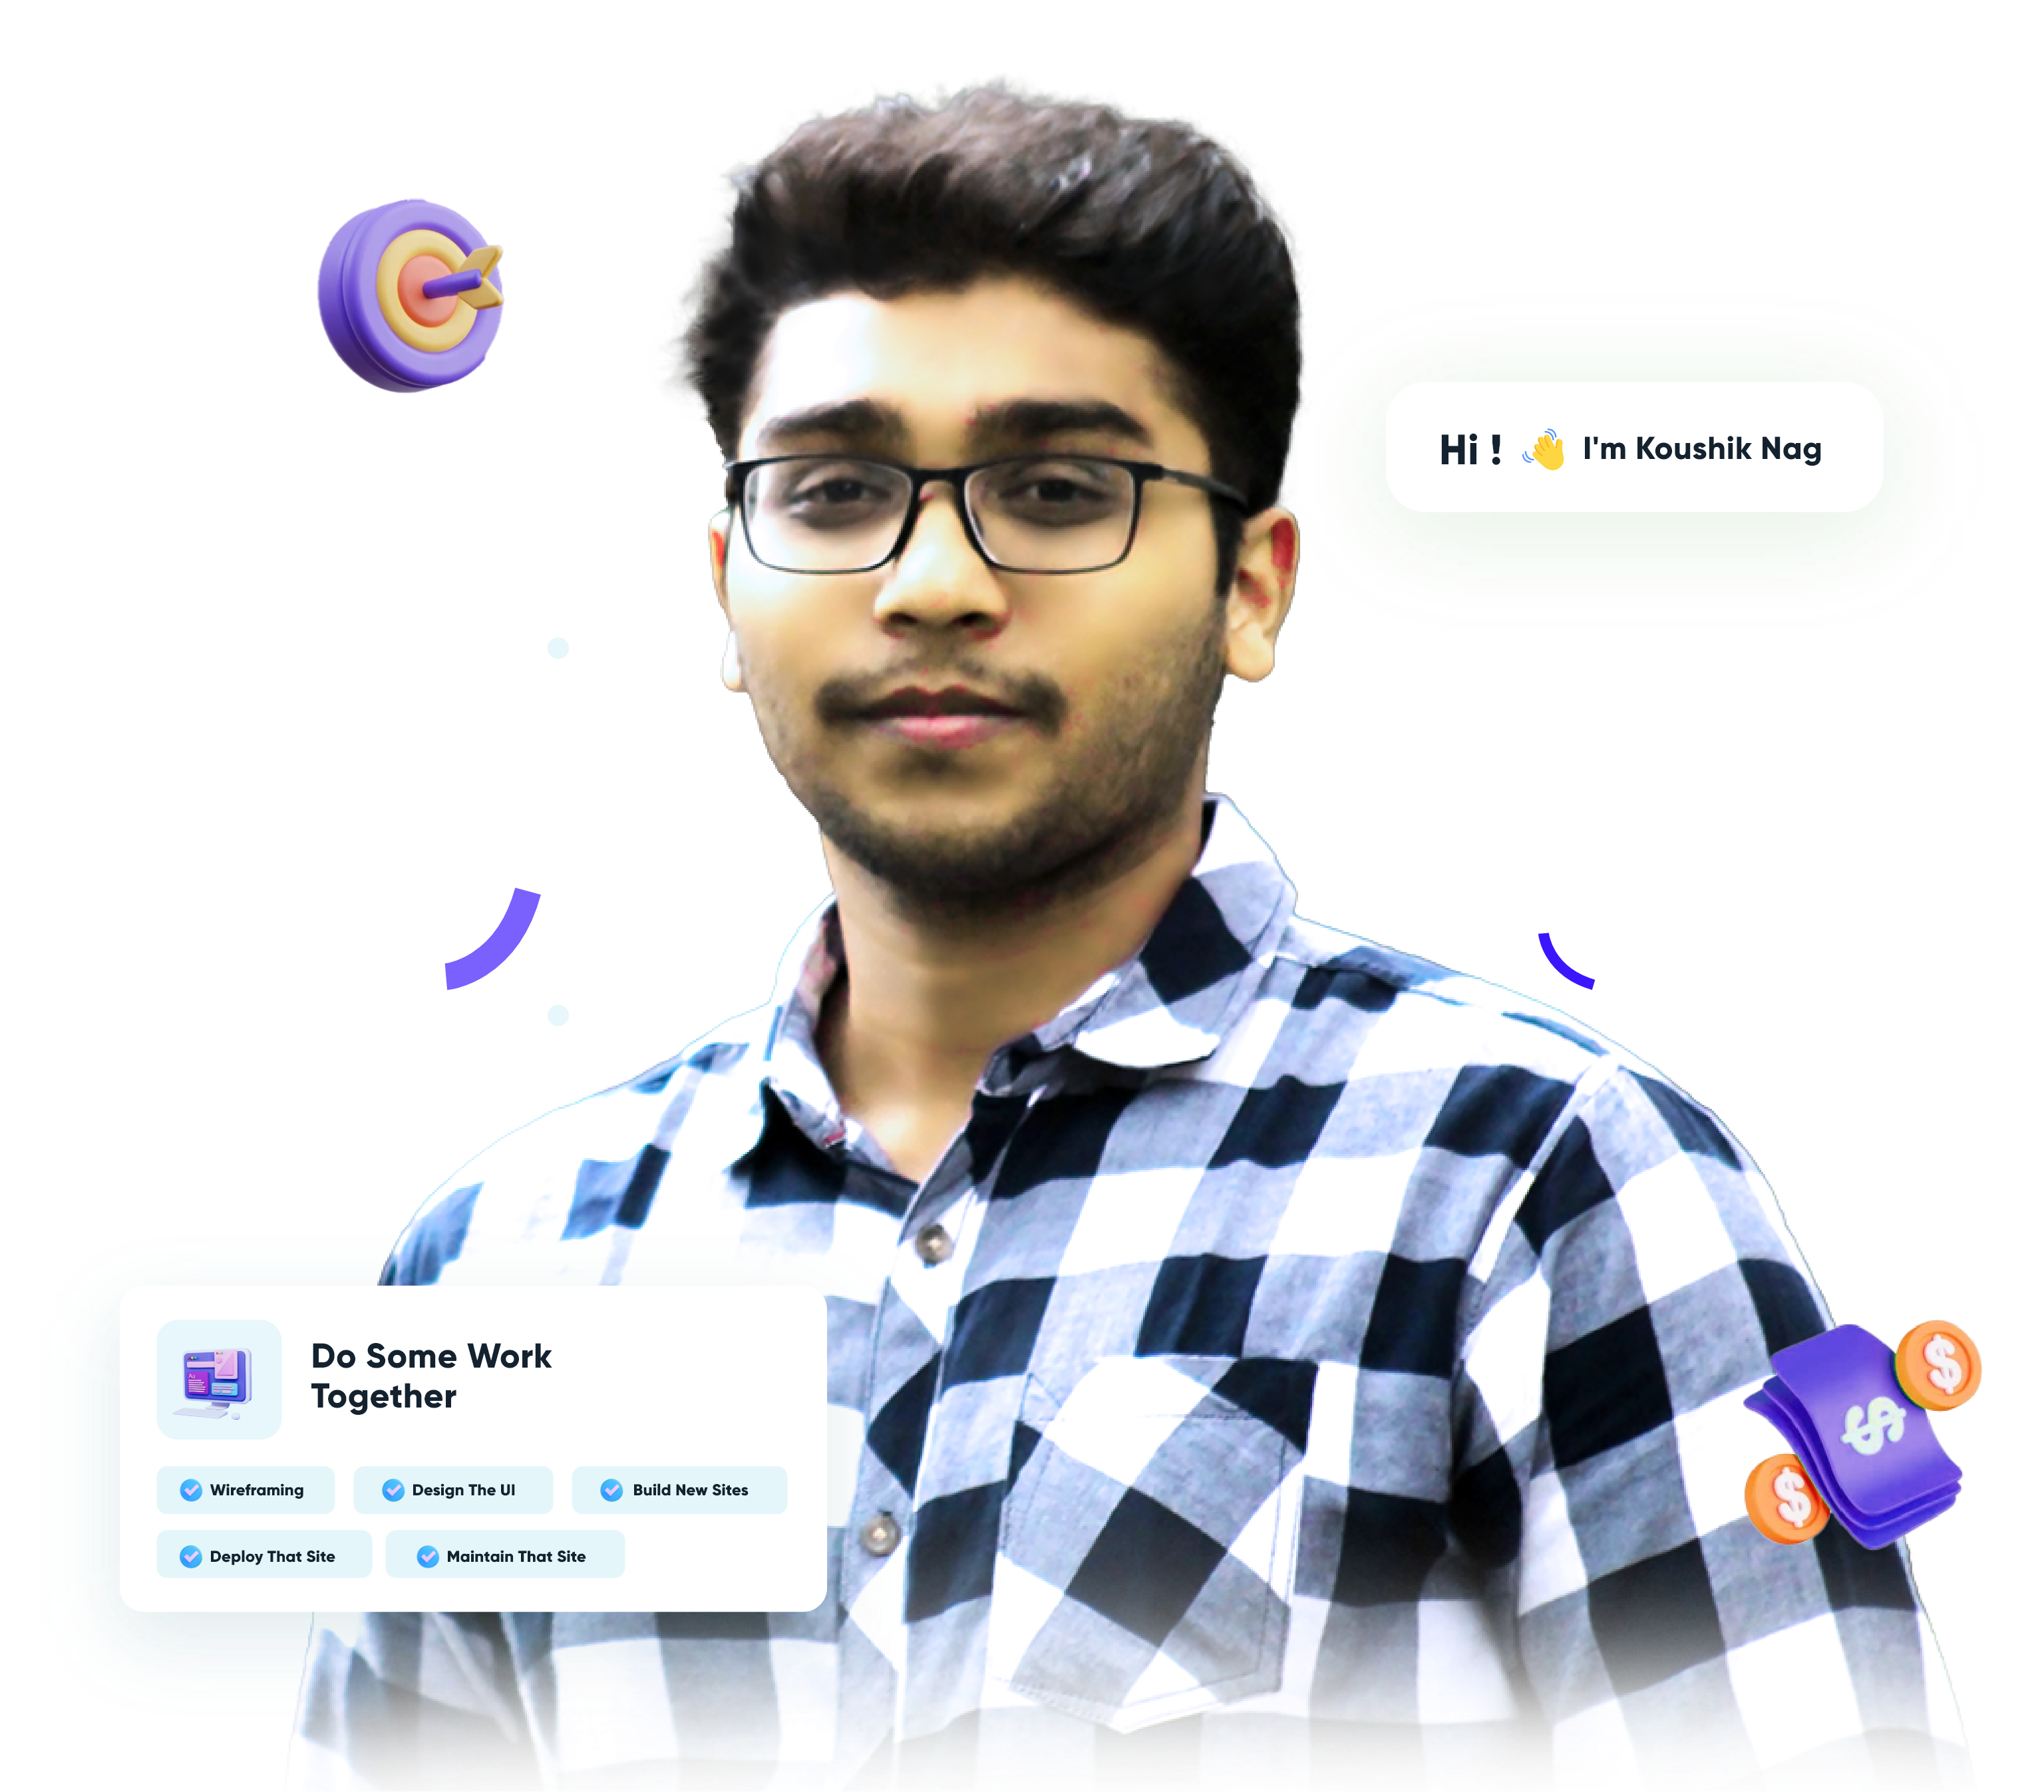 Hi ! 👋 I'm Koushik Nag
Do Some Work
Together
Wireframing
Design The UI
Build New Sites
Deploy That Site
Maintain That Site
$
$
$